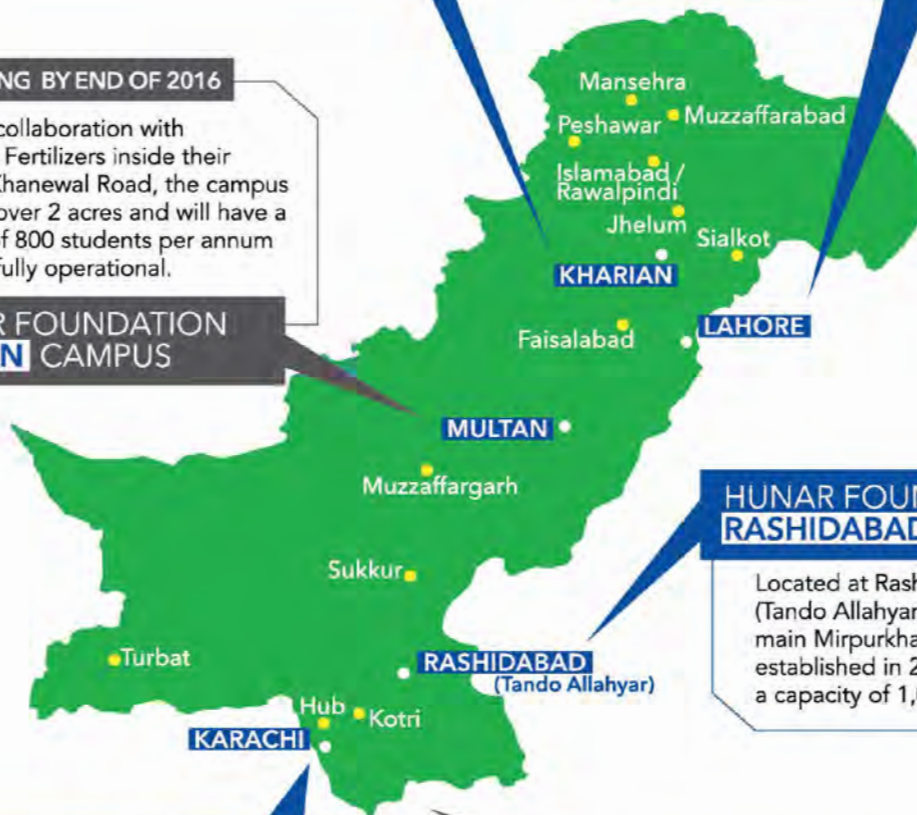 BY END OF 2016
collaboration with
Fertilizers inside their
Khanewal Road, the campus
over 2 acres and will have a
of 800 students per annum
fully operational.
FOUNDATION
CAMPUS
Mansehra
Muzzaffarabad
Peshawar
Islamabad /
Rawalpindi
Jhelum
Sialkot
KHARIAN
Faisalabad
LAHORE
MULTAN
Muzzaffargarh
Sukkur
HUNAR FOUN
RASHIDABAD
Located at Rash
(Tando Allahyar
main Mirpurkha
established in 2
a capacity of 1,
Turbat
RASHIDABAD
(Tando Allahyar)
Hub
Kotri
KARACHI